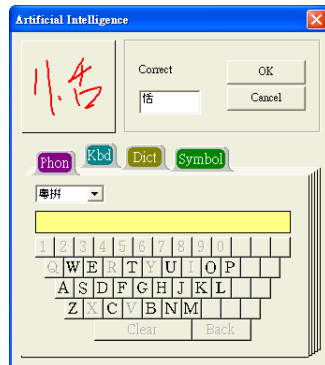 Artificial Intelligence
恬
Correct
OK
恬
Cancel
Phon
Kbd
Dict
Symbol
粵拼
1 2 3 4 5 6 7 8 9 0
Q W E R T Y U I O P
A S D F G H J K L
Z X C V B N M
Clear
Back